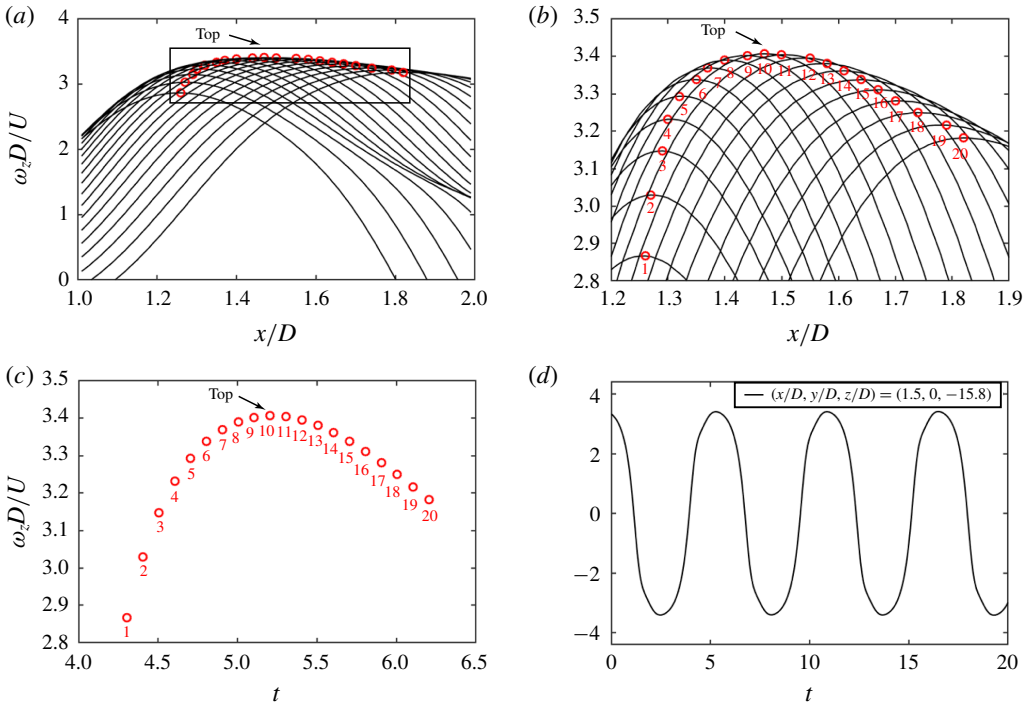 (a)
4
3
2
1
0
ω_z D/U
Top
1.0 1.2 1.4 1.6 1.8 2.0
x/D
(b)
3.5
3.4
3.3
3.2
3.1
3.0
2.9
2.8
Top
1 2 3 4 5 6 7 8 9 10 11 12 13 14 15 16 17 18 19 20
1.2 1.3 1.4 1.5 1.6 1.7 1.8 1.9
x/D
(c)
3.5
3.4
3.3
3.2
3.1
3.0
2.9
2.8
ω_z D/U
Top
1 2 3 4 5 6 7 8 9 10 11 12 13 14 15 16 17 18 19 20
4.0 4.5 5.0 5.5 6.0 6.5
t
(d)
4
2
0
−2
−4
(x/D, y/D, z/D) = (1.5, 0, −15.8)
0 5 10 15 20
t